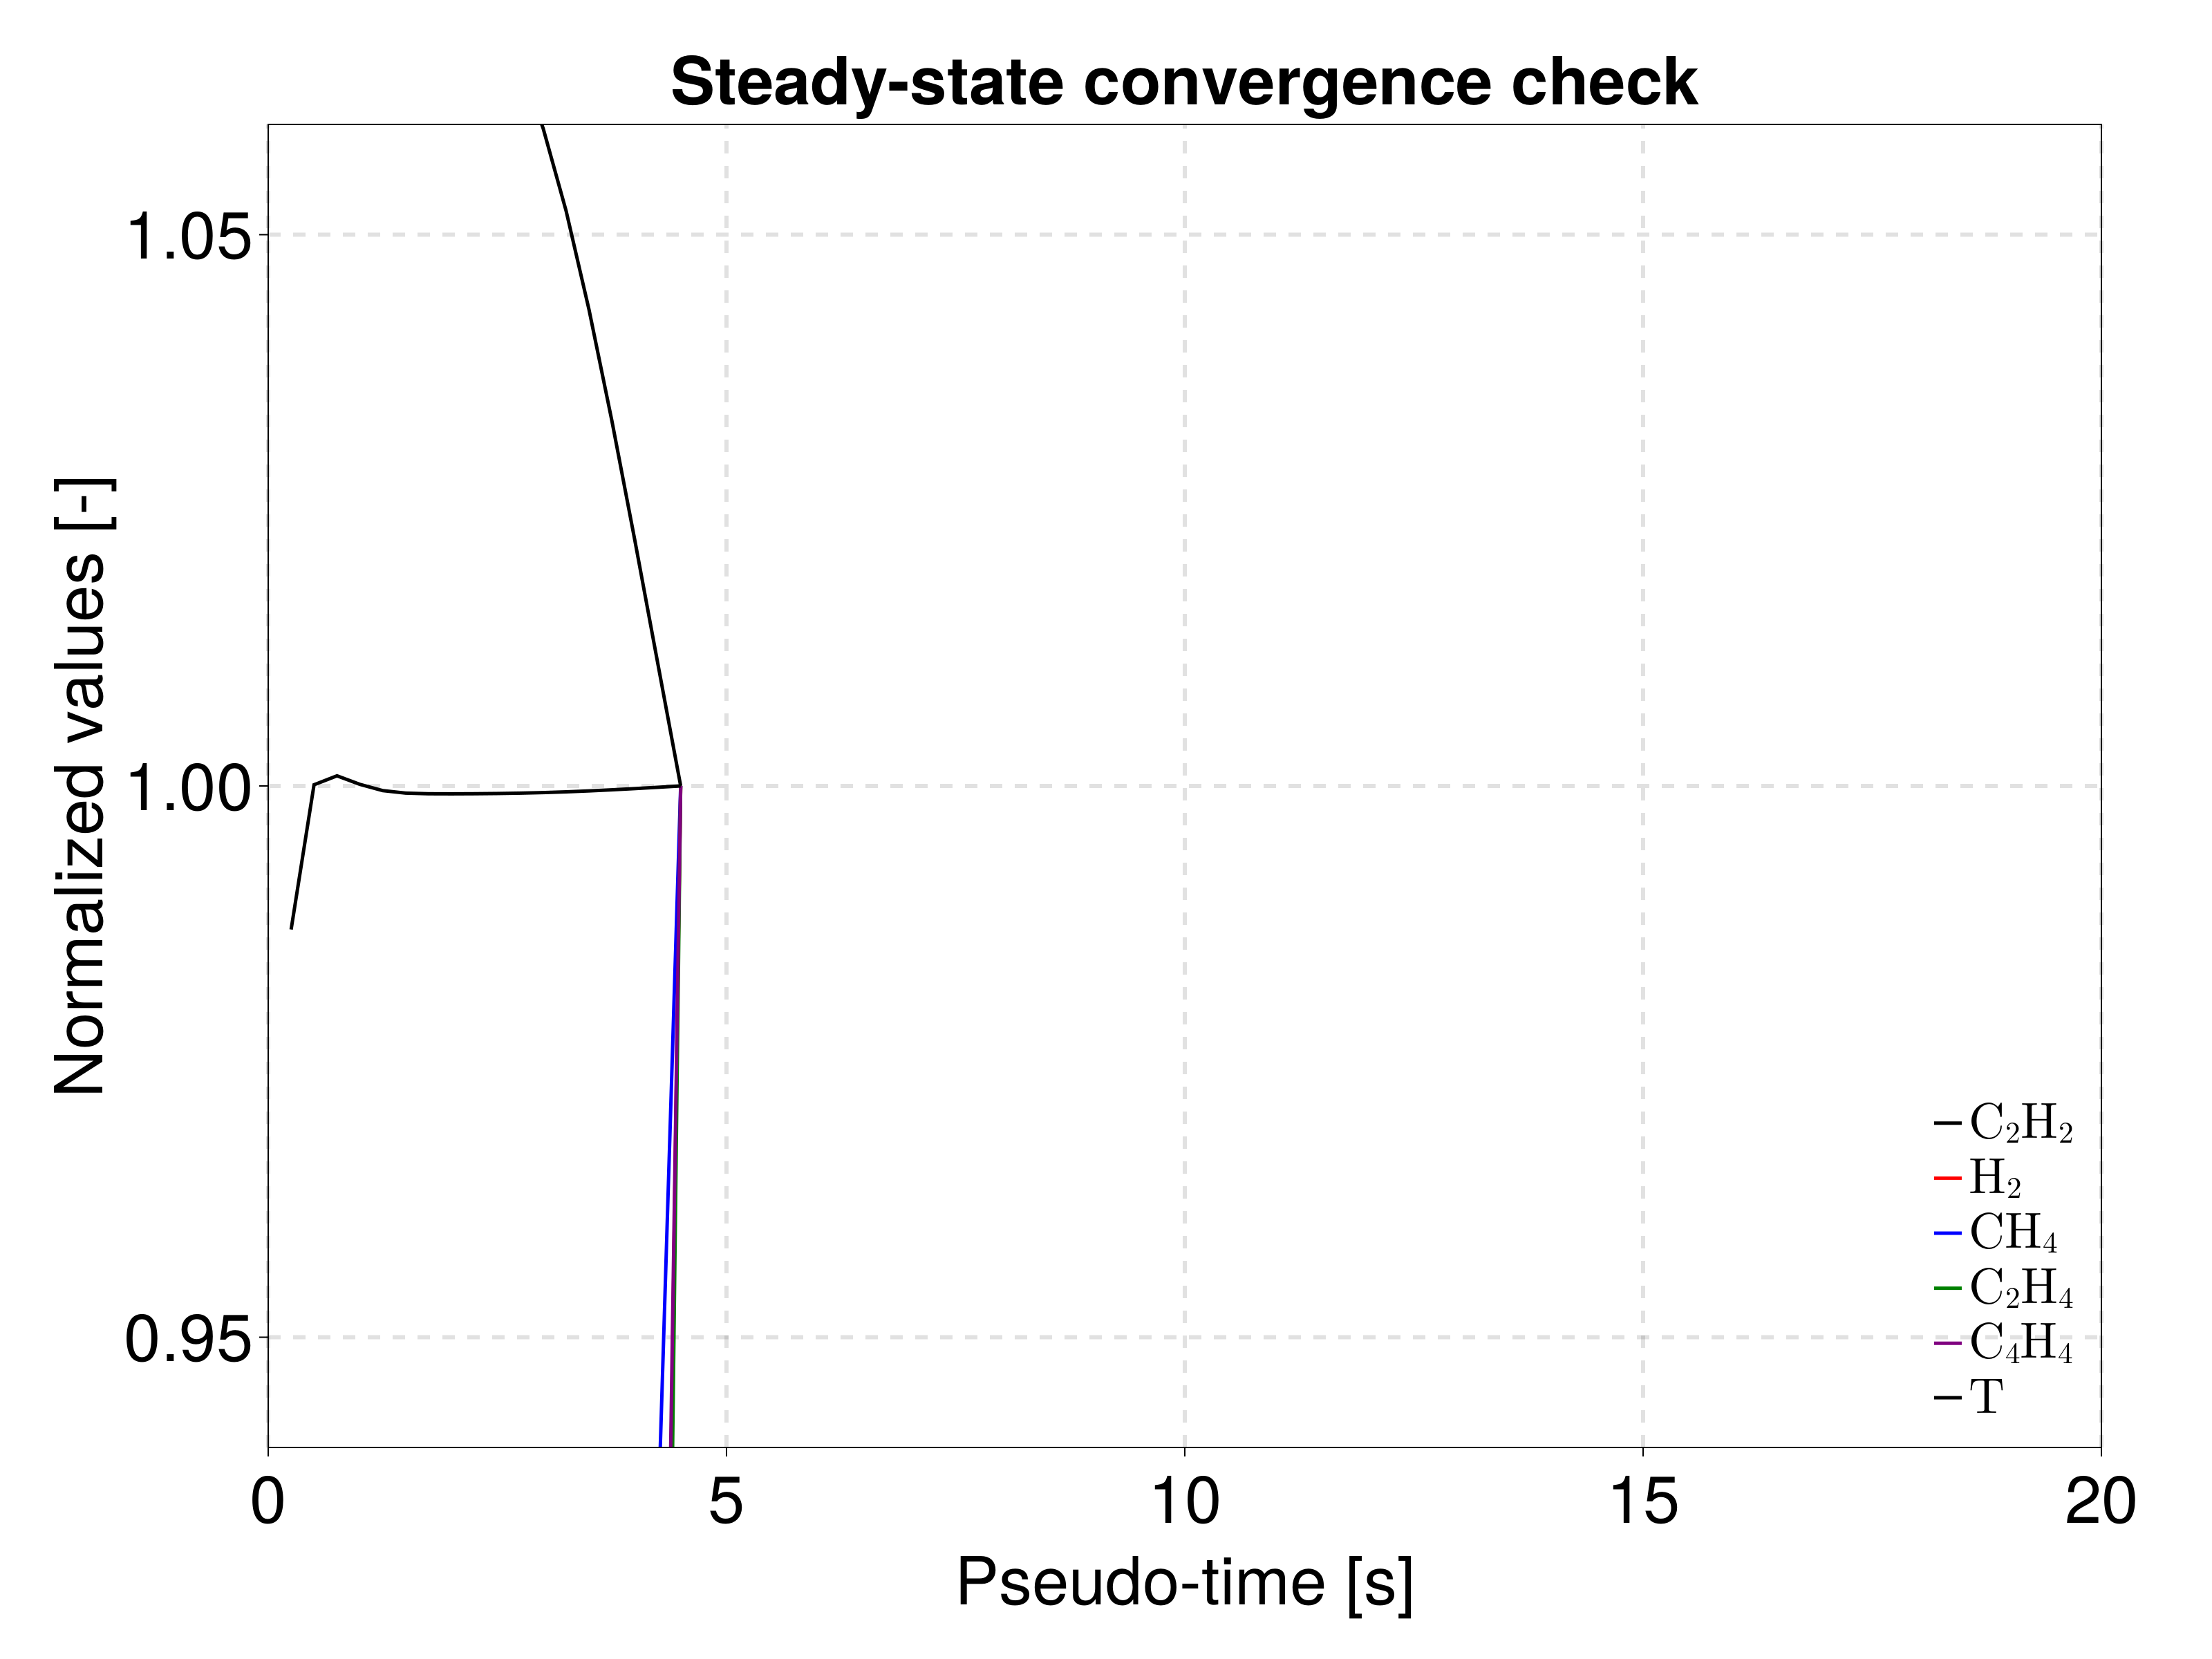 Steady-state convergence check
1.05
1.00
0.95
Normalized values [-]
0 5 10 15 20
Pseudo-time [s]
C₂H₂
H₂
CH₄
C₂H₄
C₄H₄
T